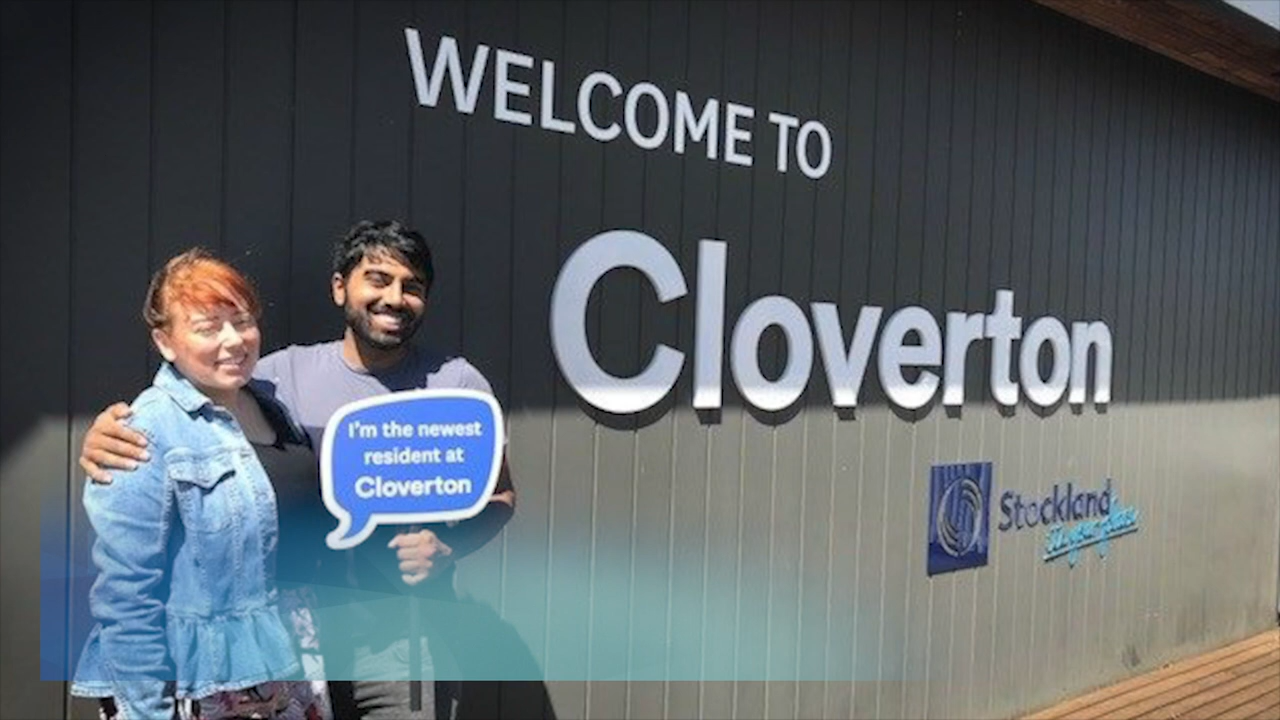 WELCOME TO
Cloverton
I'm the newest
resident at
Cloverton
Stockland